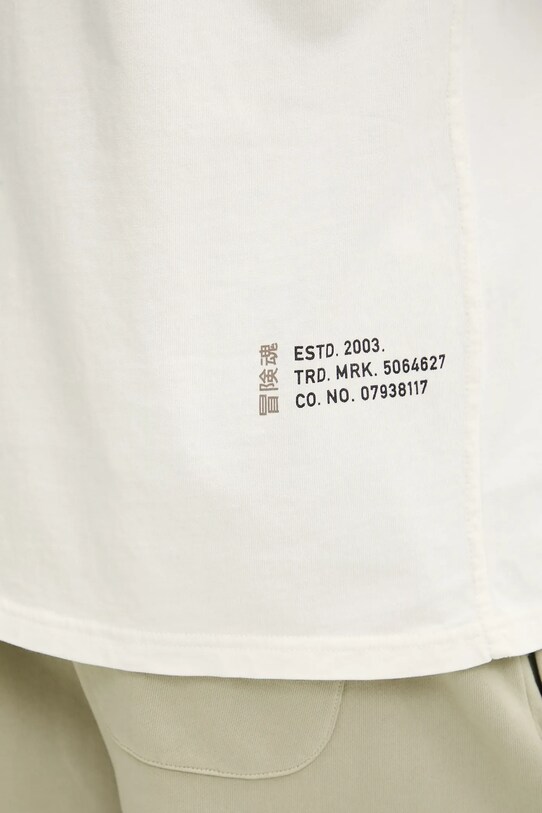 冒険魂
ESTD. 2003.
TRD. MRK. 5064627
CO. NO. 07938117